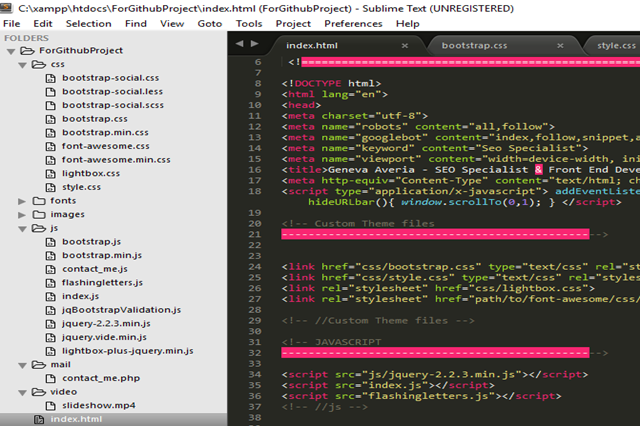 C:\xampp\htdocs\ForGithubProject\index.html (ForGithubProject) - Sublime Text (UNREGISTERED)
File Edit Selection Find View Goto Tools Project Preferences Help
FOLDERS
ForGithubProject
css
bootstrap-social.css
bootstrap-social.less
bootstrap-social.scss
bootstrap.css
bootstrap.min.css
font-awesome.css
font-awesome.min.css
lightbox.css
style.css
fonts
images
js
bootstrap.js
bootstrap.min.js
contact_me.js
flashingletters.js
index.js
jqBootstrapValidation.js
jquery-2.2.3.min.js
jquery.vide.min.js
lightbox-plus-jquery.min.js
mail
contact_me.php
video
slideshow.mp4
index.html
index.html × bootstrap.css × style.css
6 <!
7
8 <!DOCTYPE html>
9 <html lang="en">
10 <head>
11 <meta charset="utf-8">
12 <meta name="robots" content="all,follow">
13 <meta name="googlebot" content="index,follow,snippet,a
14 <meta name="keyword" content="Seo Specialist">
15 <meta name="viewport" content="width=device-width, ini
16 <title>Geneva Averia - SEO Specialist & Front End Deve
17 <meta http-equiv="Content-Type" content="text/html; ch
18 <script type="application/x-javascript"> addEventListe
hideURLbar(){ window.scrollTo(0,1); } </script>
19
20 <!-- Custom Theme files
21 -->
22
23
24 <link href="css/bootstrap.css" type="text/css" rel="st
25 <link href="css/style.css" type="text/css" rel="styles
26 <link rel="stylesheet" href="css/lightbox.css">
27 <link rel="stylesheet" href="path/to/font-awesome/css/
28
29 <!-- //Custom Theme files -->
30
31 <!-- JAVASCRIPT
32 -->
33
34 <script src="js/jquery-2.2.3.min.js"></script>
35 <script src="index.js"></script>
36 <script src="flashingletters.js"></script>
37 <!-- //js -->
38